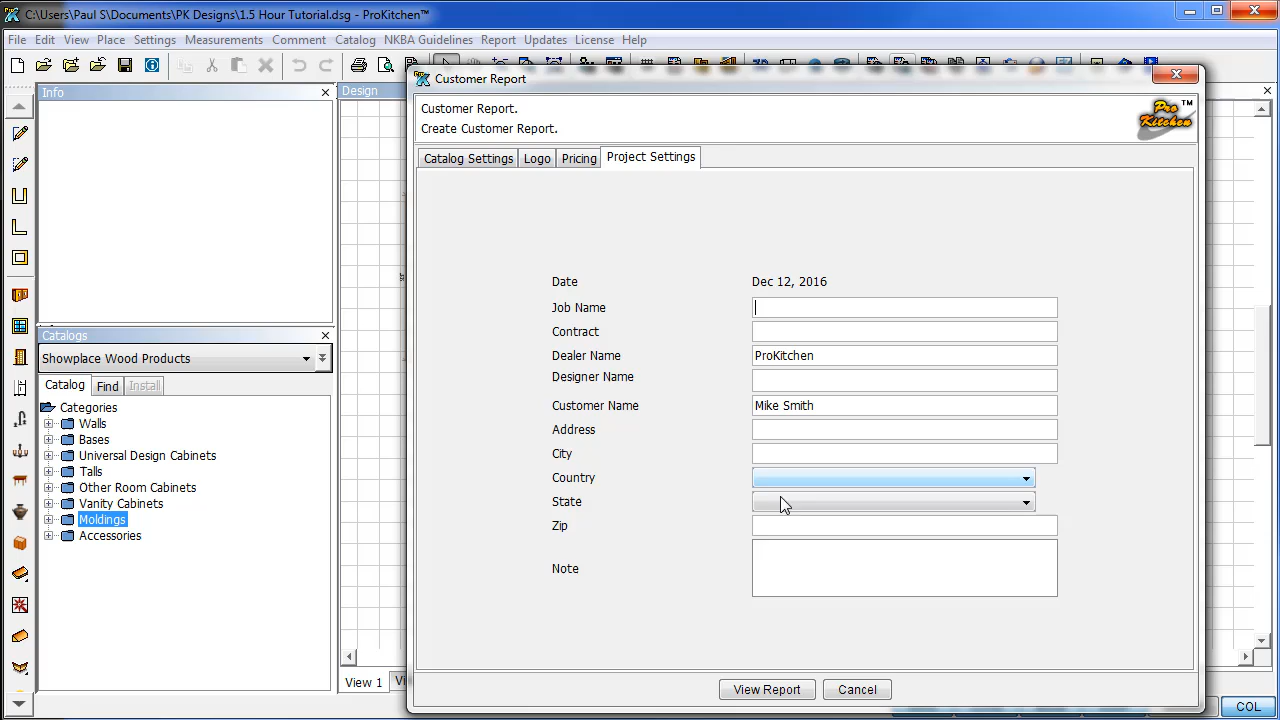 C:\Users\Paul S\Documents\PK Designs\1.5 Hour Tutorial.dsg - ProKitchen™
File Edit View Place Settings Measurements Comment Catalog NKBA Guidelines Report Updates License Help
Info
Design
Customer Report
Customer Report.
Create Customer Report.
Pro Kitchen™
Catalog Settings Logo Pricing Project Settings
Date Dec 12, 2016
Job Name
Contract
Dealer Name ProKitchen
Designer Name
Customer Name Mike Smith
Address
City
Country
State
Zip
Note
View Report Cancel
Catalogs
Showplace Wood Products
Catalog Find Install
Categories
Walls
Bases
Universal Design Cabinets
Talls
Other Room Cabinets
Vanity Cabinets
Moldings
Accessories
View 1
COL